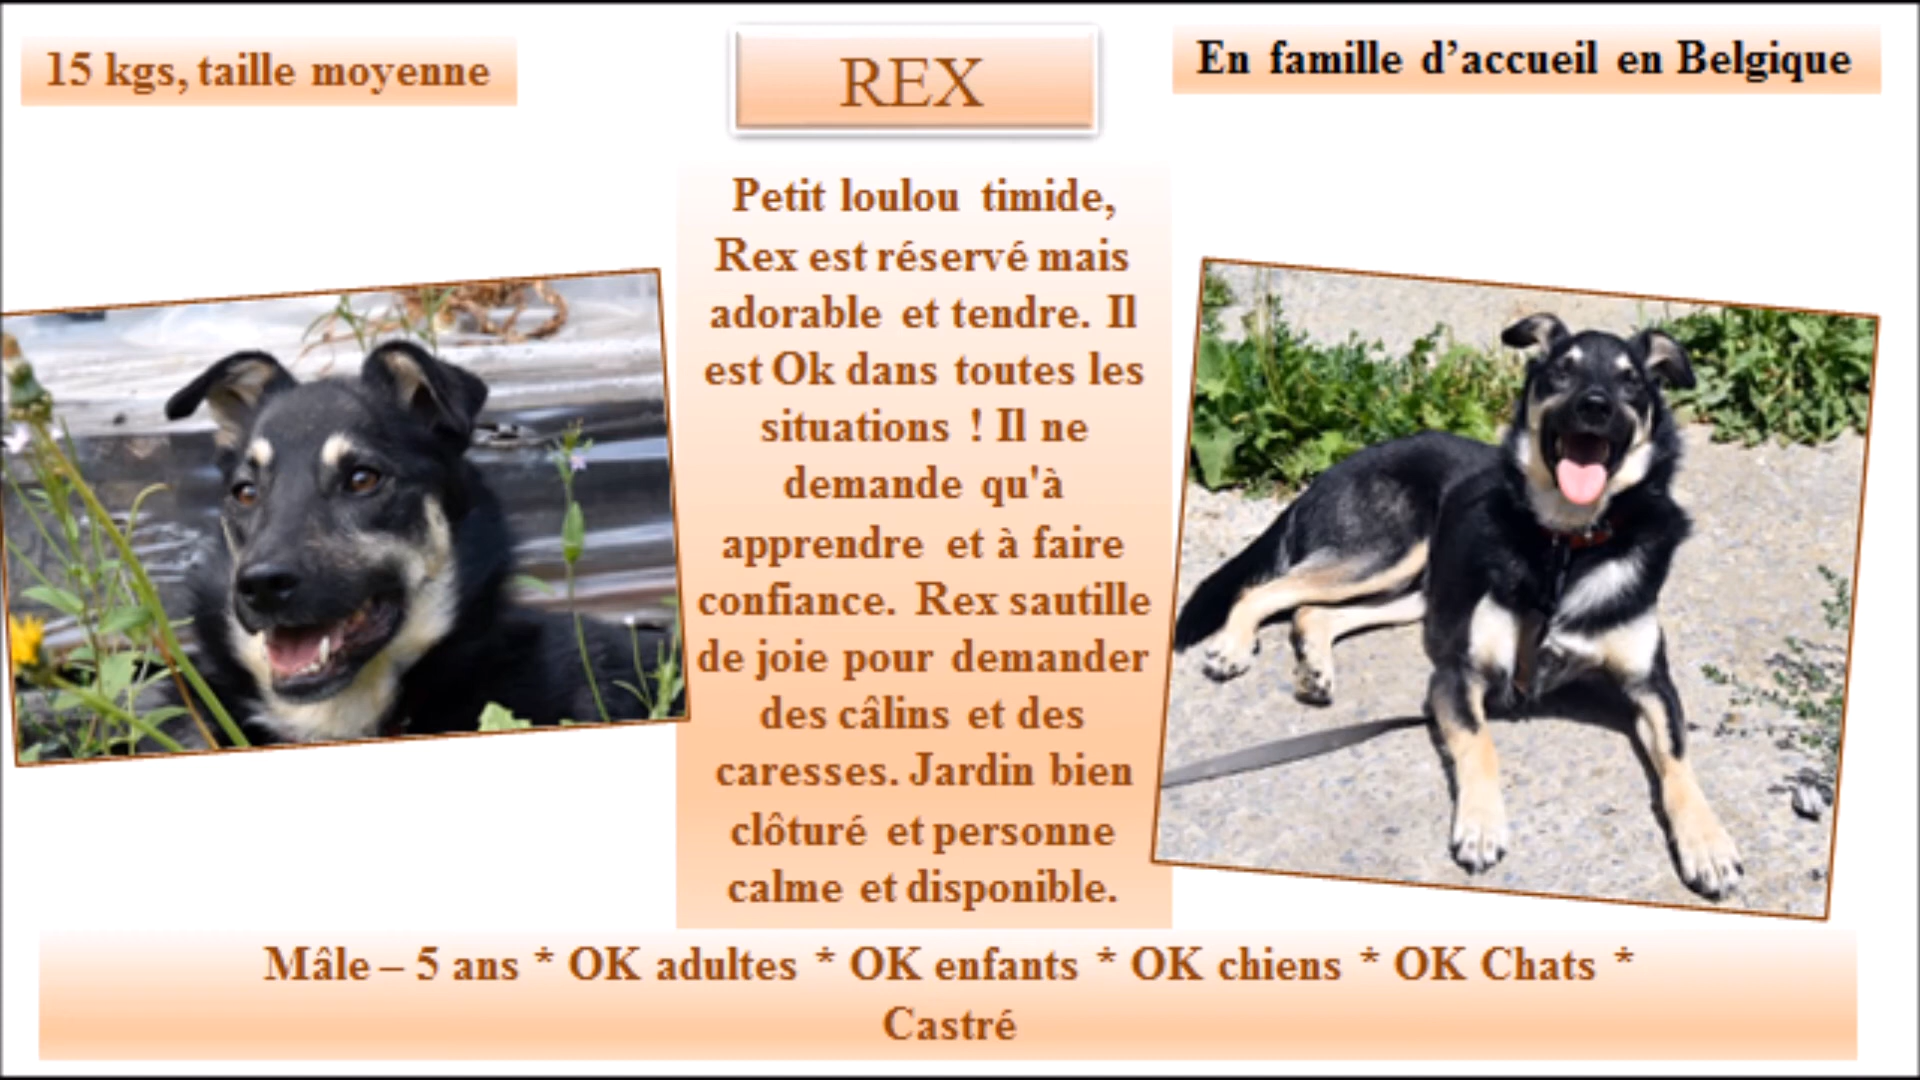 15 kgs, taille moyenne
REX
En famille d’accueil en Belgique
Petit loulou timide,
Rex est réservé mais
adorable et tendre. Il
est Ok dans toutes les
situations ! Il ne
demande qu'à
apprendre et à faire
confiance. Rex sautille
de joie pour demander
des câlins et des
caresses. Jardin bien
clôturé et personne
calme et disponible.
Mâle – 5 ans * OK adultes * OK enfants * OK chiens * OK Chats *
Castré